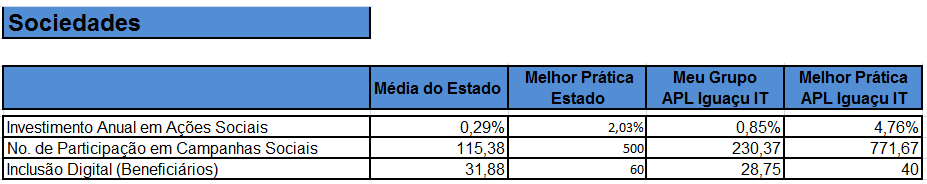 Sociedades
Média do Estado Melhor Prática Estado Meu Grupo APL Iguaçu IT Melhor Prática APL Iguaçu IT
Investimento Anual em Ações Sociais 0,29% 2,03% 0,85% 4,76%
No. de Participação em Campanhas Sociais 115,38 500 230,37 771,67
Inclusão Digital (Beneficiários) 31,88 60 28,75 40